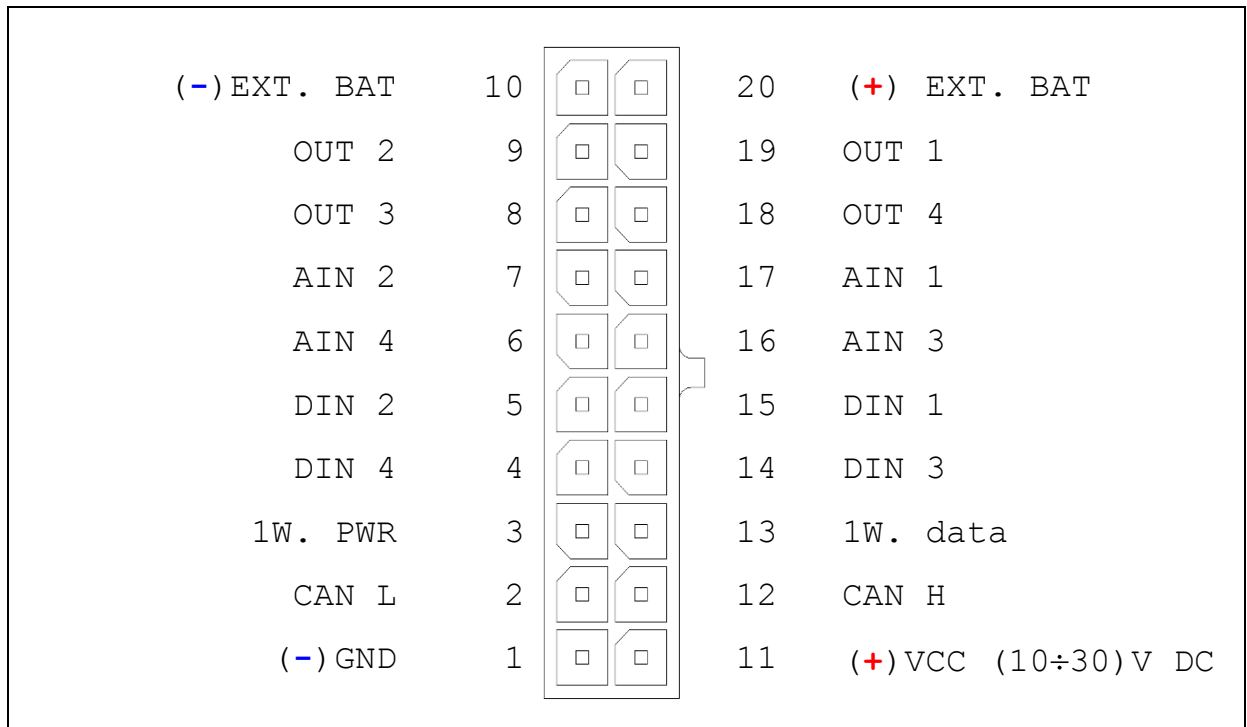 (-)EXT. BAT 10 20 (+) EXT. BAT
OUT 2 9 19 OUT 1
OUT 3 8 18 OUT 4
AIN 2 7 17 AIN 1
AIN 4 6 16 AIN 3
DIN 2 5 15 DIN 1
DIN 4 4 14 DIN 3
1W. PWR 3 13 1W. data
CAN L 2 12 CAN H
(-)GND 1 11 (+)VCC (10÷30)V DC